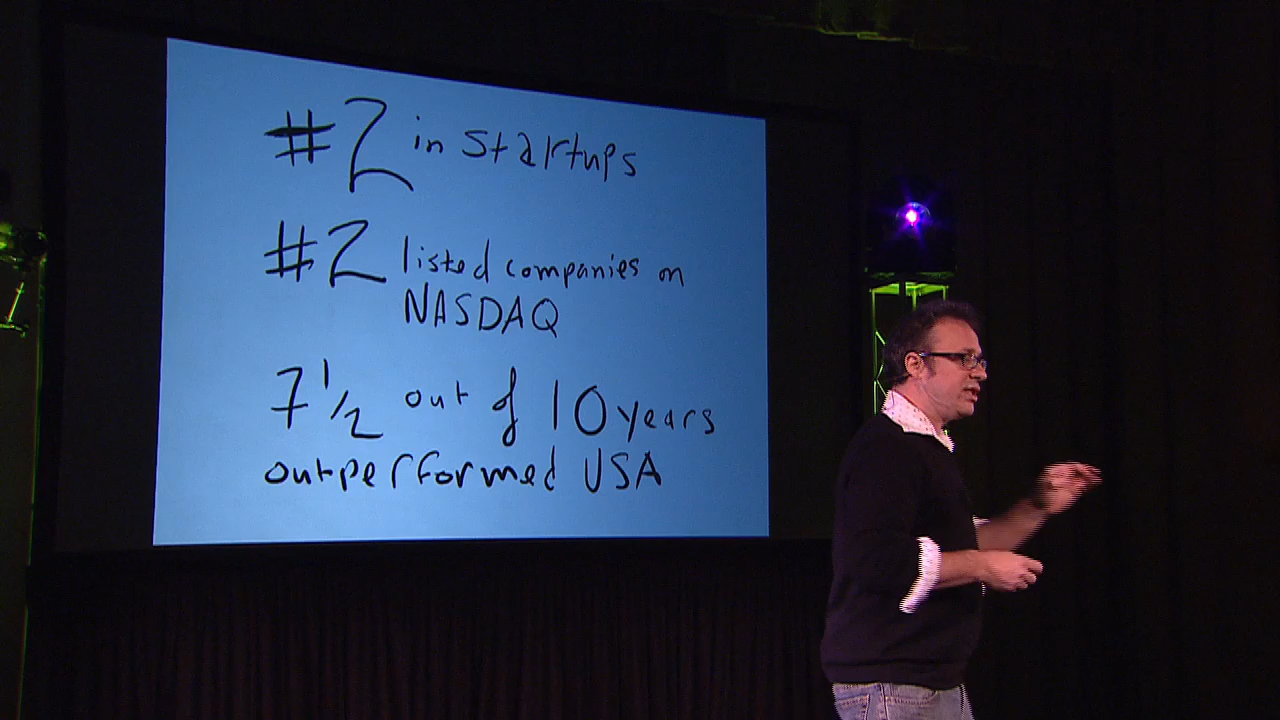 #2 in startups
#2 listed companies on
NASDAQ
7 1/2 out of 10 years
outperformed USA